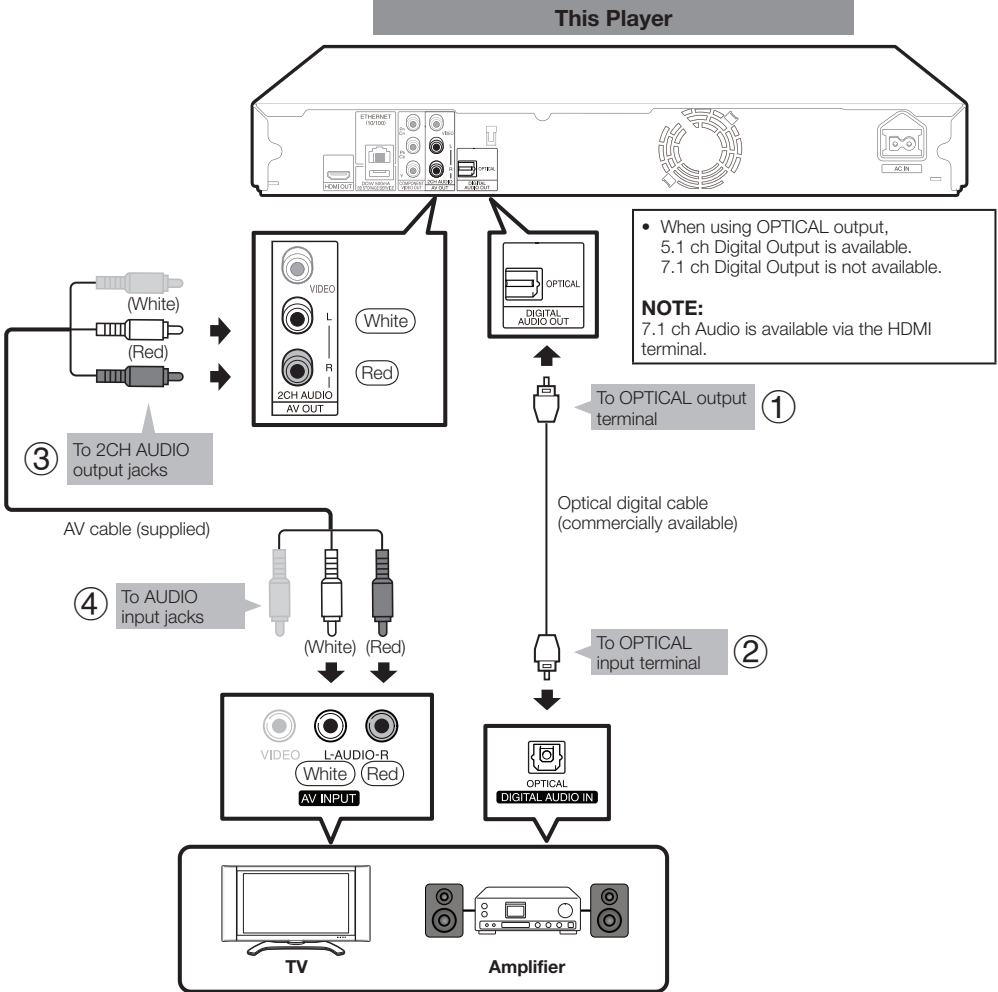 This Player
ETHERNET
(10/100)
VIDEO
L
R
OPTICAL
HDMI OUT
COMPONENT
VIDEO OUT
2CH AUDIO
AV OUT
DIGITAL
AUDIO OUT
AC IN
• When using OPTICAL output,
5.1 ch Digital Output is available.
7.1 ch Digital Output is not available.
NOTE:
7.1 ch Audio is available via the HDMI
terminal.
(White)
(Red)
VIDEO
L
White
R
Red
2CH AUDIO
AV OUT
OPTICAL
DIGITAL
AUDIO OUT
To OPTICAL output
terminal
①
③
To 2CH AUDIO
output jacks
AV cable (supplied)
Optical digital cable
(commercially available)
④
To AUDIO
input jacks
(White) (Red)
To OPTICAL
input terminal
②
VIDEO
L-AUDIO-R
White Red
AV INPUT
OPTICAL
DIGITAL AUDIO IN
TV
Amplifier